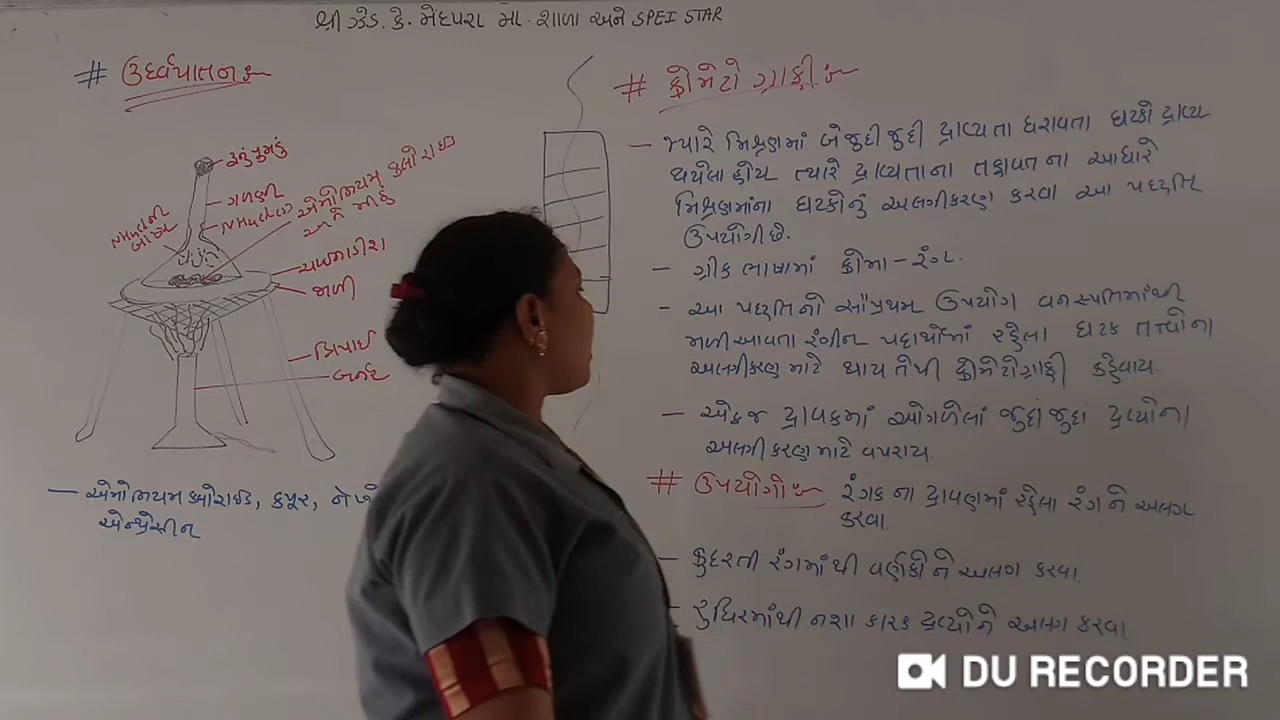 શ્રી ઝેડ. કે. મેંદપરા મા. શાળા અને SPEI STAR
# ઉર્ધ્વપાતન :-
રૂનું પુમડું
ગળણી
એમોનિયમ ક્લોરાઇડ
અને મીઠું
ચાયનાડીશ
જાળી
ત્રિપાઈ
બર્નર
— એમોનિયમ ક્લોરાઈડ, કપૂર,
એન્થ્રેસીન
# ક્રોમેટોગ્રાફી :-
— જ્યારે મિશ્રણમાં બે જુદી જુદી દ્રાવ્યતા ધરાવતા ઘટકો દ્રાવ્ય
થયેલા હોય ત્યારે દ્રાવ્યતાના તફાવતના આધારે
મિશ્રણમાંના ઘટકોનું અલગીકરણ કરવા આ પદ્ધતિ
ઉપયોગી છે.
— ગ્રીક ભાષામાં ક્રોમા - રંગ.
— આ પદ્ધતિનો સૌપ્રથમ ઉપયોગ વનસ્પતિમાંથી
મળી આવતા રંગીન પદાર્થોમાં રહેલા ઘટક તત્ત્વોના
અલગીકરણ માટે થાય તેથી ક્રોમેટોગ્રાફી કહેવાય.
— એક જ દ્રાવકમાં ઓગળેલાં જુદાં જુદાં દ્રવ્યોના
અલગીકરણ માટે વપરાય.
# ઉપયોગો :- રંગકના દ્રાવણમાં રહેલા રંગને અલગ
કરવા.
— કુદરતી રંગમાંથી વર્ણકોને અલગ કરવા.
— રુધિરમાંથી નશાકારક દ્રવ્યોને અલગ કરવા.
DU RECORDER